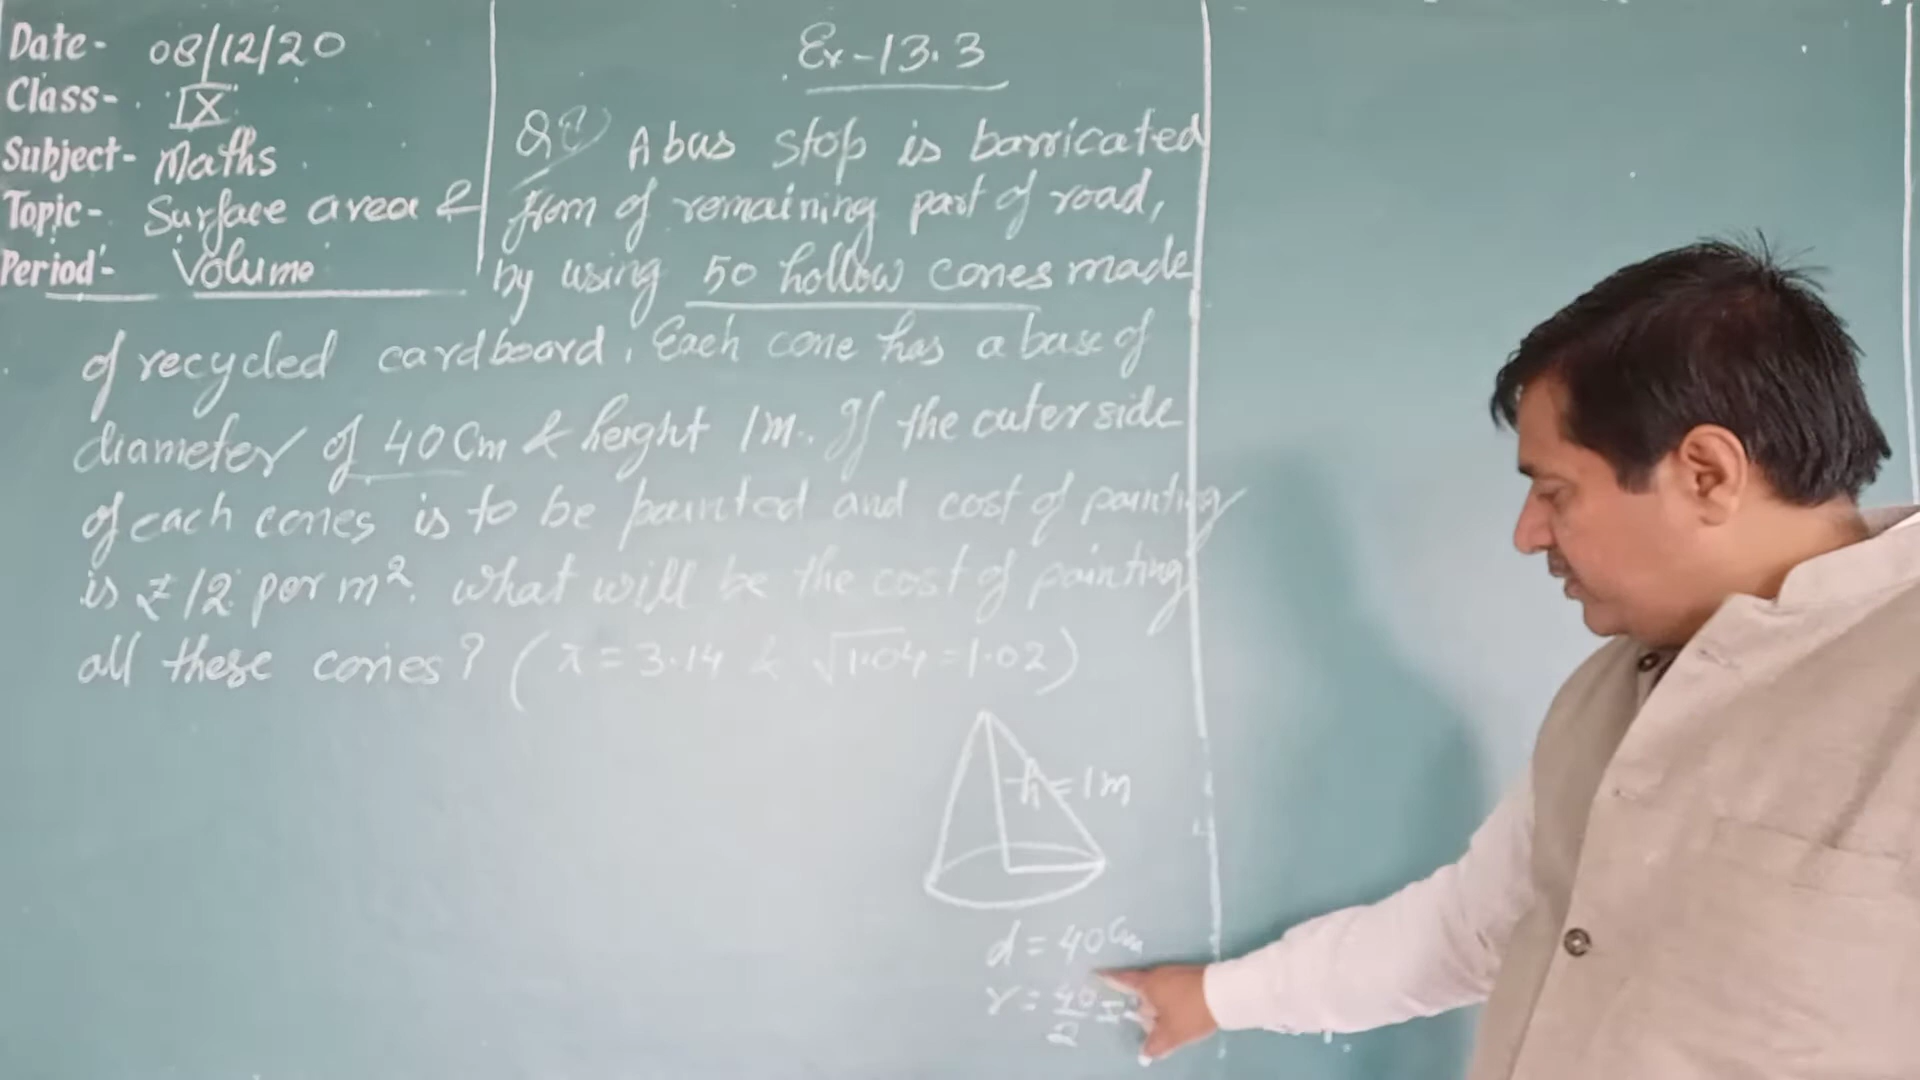 Date- 08/12/20
Class- IX
Subject- Maths
Topic- Surface area &
Period- Volume
Ex-13.3
Q8 A bus stop is barricated
from of remaining part of road,
by using 50 hollow cones made
of recycled cardboard. Each cone has a base of
diameter of 40 Cm & height 1m. If the outer side
of each cones is to be painted and cost of painting
is ₹12 per m². what will be the cost of painting
all these cones? (π = 3.14 & √1.04 = 1.02)
h = 1m
d = 40 Cm
r = 40/2 =